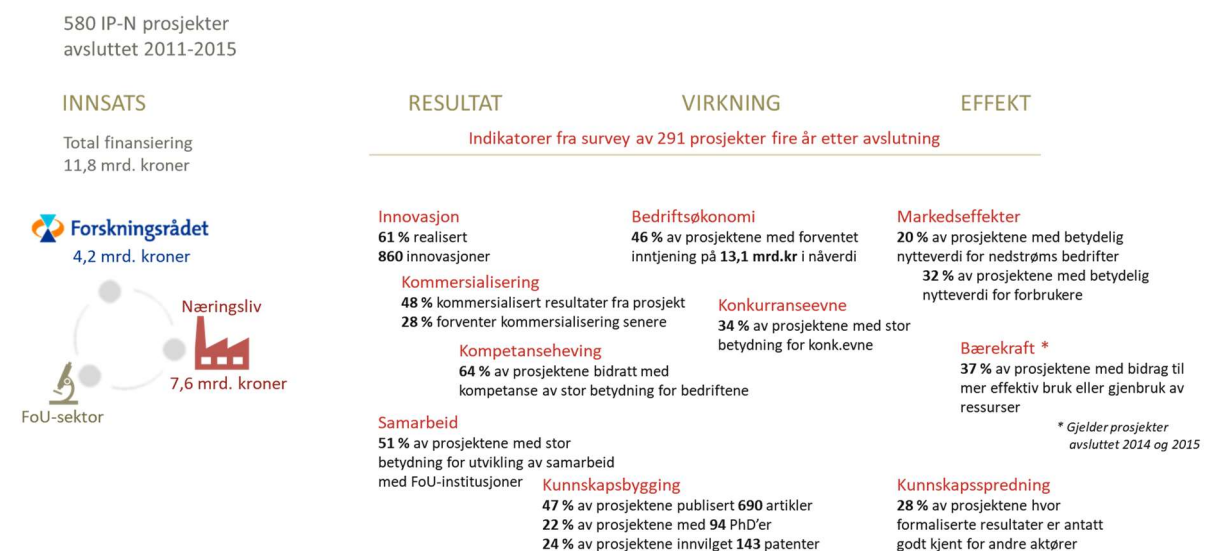 580 IP-N prosjekter
avsluttet 2011-2015
INNSATS
Total finansiering
11,8 mrd. kroner
Forskningsrådet
4,2 mrd. kroner
Næringsliv
7,6 mrd. kroner
FoU-sektor
RESULTAT
VIRKNING
EFFEKT
Indikatorer fra survey av 291 prosjekter fire år etter avslutning
Innovasjon
61 % realisert
860 innovasjoner
Kommersialisering
48 % kommersialisert resultater fra prosjekt
28 % forventer kommersialisering senere
Kompetanseheving
64 % av prosjektene bidratt med
kompetanse av stor betydning for bedriftene
Samarbeid
51 % av prosjektene med stor
betydning for utvikling av samarbeid
med FoU-institusjoner
Kunnskapsbygging
47 % av prosjektene publisert 690 artikler
22 % av prosjektene med 94 PhD'er
24 % av prosjektene innvilget 143 patenter
Bedriftsøkonomi
46 % av prosjektene med forventet
inntjening på 13,1 mrd.kr i nåverdi
Konkurranseevne
34 % av prosjektene med stor
betydning for konk.evne
Markedseffekter
20 % av prosjektene med betydelig
nytteverdi for nedstrøms bedrifter
32 % av prosjektene med betydelig
nytteverdi for forbrukere
Bærekraft *
37 % av prosjektene med bidrag til
mer effektiv bruk eller gjenbruk av
ressurser
* Gjelder prosjekter
avsluttet 2014 og 2015
Kunnskapsspredning
28 % av prosjektene hvor
formaliserte resultater er antatt
godt kjent for andre aktører